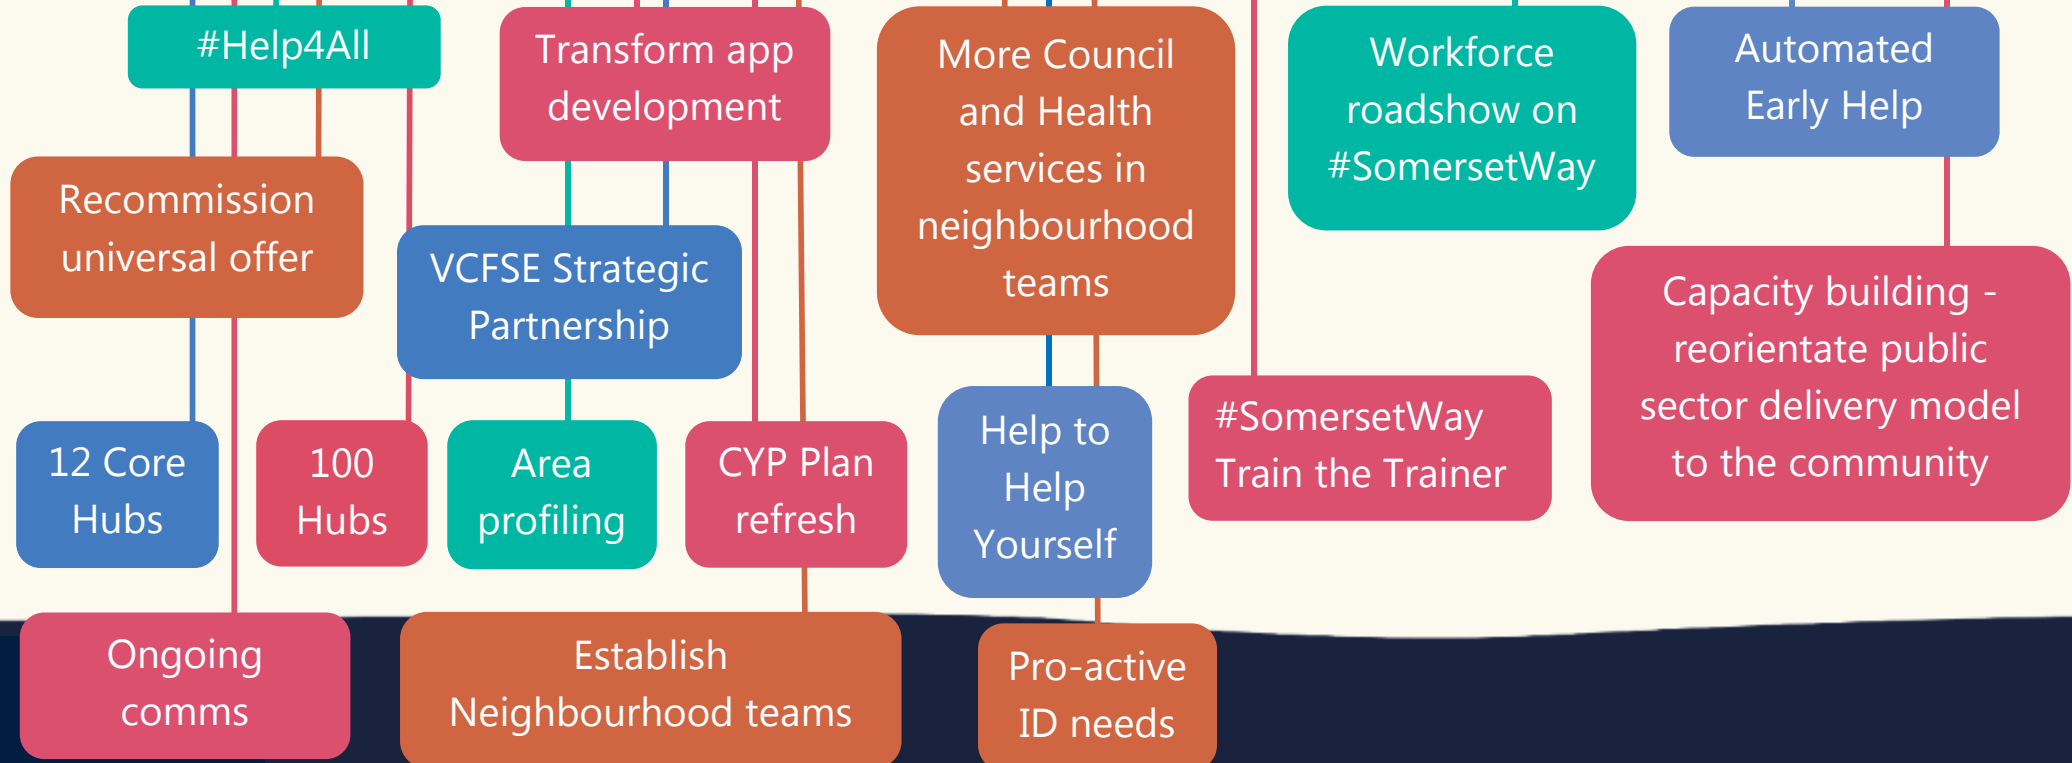 #Help4All
Transform app
development
More Council
and Health
services in
neighbourhood
teams
Workforce
roadshow on
#SomersetWay
Automated
Early Help
Recommission
universal offer
VCFSE Strategic
Partnership
Capacity building -
reorientate public
sector delivery model
to the community
12 Core
Hubs
100
Hubs
Area
profiling
CYP Plan
refresh
Help to
Help
Yourself
#SomersetWay
Train the Trainer
Ongoing
comms
Establish
Neighbourhood teams
Pro-active
ID needs